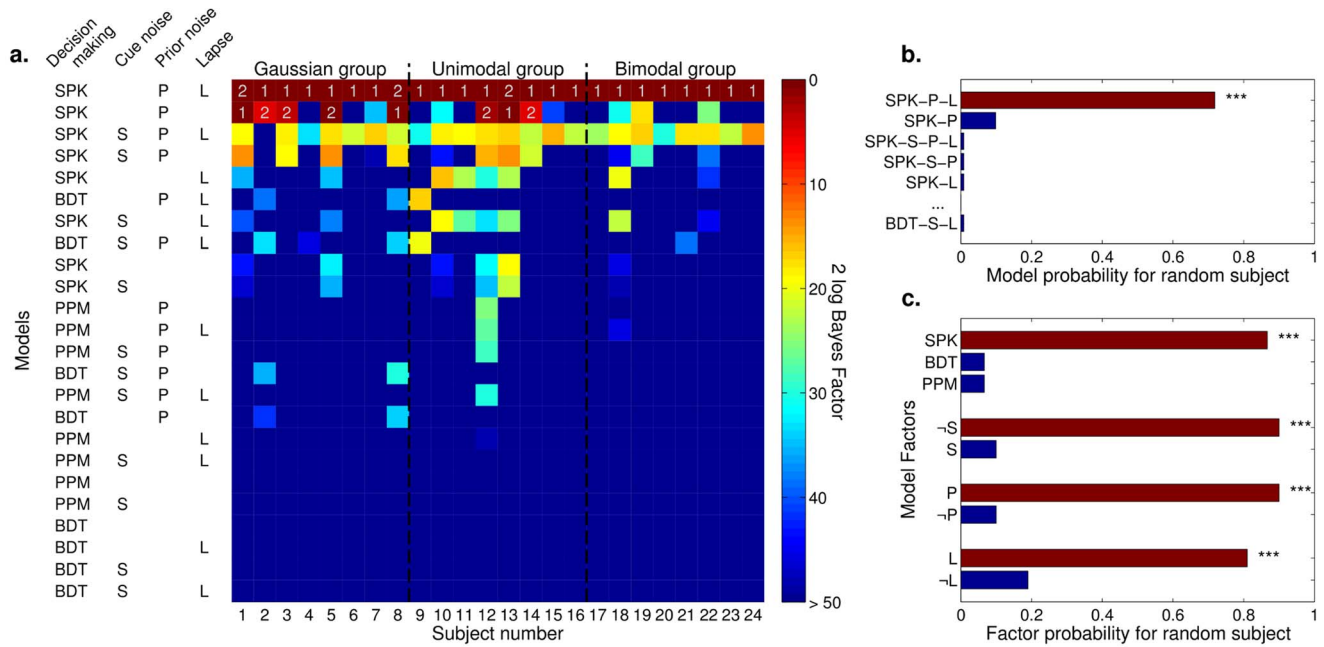 a.
Decision making
Cue noise
Prior noise
Lapse
Gaussian group
Unimodal group
Bimodal group
SPK P L 2 1 1 1 1 1 1 2 1 1 1 1 2 1 1 1 1 1 1 1 1 1 1 1
SPK P 1 2 2 2 1 2 1 2
SPK S P L
SPK S P
SPK L
BDT P L
SPK S L
BDT S P L
SPK
SPK S
PPM P
PPM P L
PPM S P
BDT S P
PPM S P L
BDT P
PPM L
PPM S L
PPM
PPM S
BDT
BDT L
BDT S
BDT S L
Models
1 2 3 4 5 6 7 8 9 10 11 12 13 14 15 16 17 18 19 20 21 22 23 24
Subject number
0
10
20
30
40
> 50
2 log Bayes Factor
b.
SPK–P–L ***
SPK–P
SPK–S–P–L
SPK–S–P
SPK–L
...
BDT–S–L
0 0.2 0.4 0.6 0.8 1
Model probability for random subject
c.
Model Factors
SPK ***
BDT
PPM
¬S ***
S
P ***
¬P
L ***
¬L
0 0.2 0.4 0.6 0.8 1
Factor probability for random subject